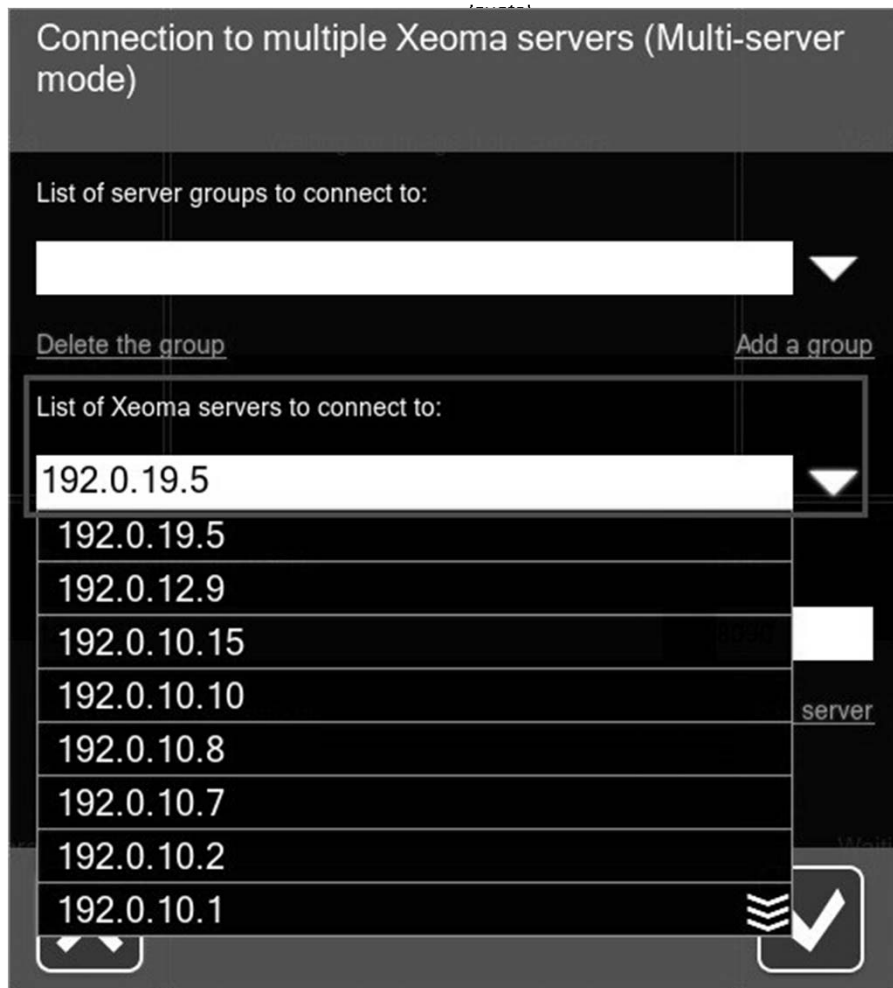 Connection to multiple Xeoma servers (Multi-server
mode)
List of server groups to connect to:
Delete the group
Add a group
List of Xeoma servers to connect to:
192.0.19.5
192.0.19.5
192.0.12.9
192.0.10.15
192.0.10.10
192.0.10.8
server
192.0.10.7
192.0.10.2
192.0.10.1